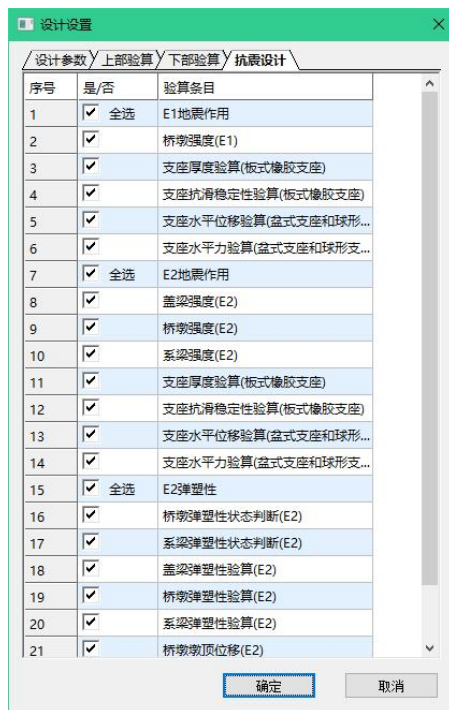 设计设置
设计参数 上部验算 下部验算 抗震设计
序号 是/否 验算条目
1 全选 E1地震作用
2 桥墩强度(E1)
3 支座厚度验算(板式橡胶支座)
4 支座抗滑稳定性验算(板式橡胶支座)
5 支座水平位移验算(盆式支座和球形...
6 支座水平力验算(盆式支座和球形支...
7 全选 E2地震作用
8 盖梁强度(E2)
9 桥墩强度(E2)
10 系梁强度(E2)
11 支座厚度验算(板式橡胶支座)
12 支座抗滑稳定性验算(板式橡胶支座)
13 支座水平位移验算(盆式支座和球形...
14 支座水平力验算(盆式支座和球形支...
15 全选 E2弹塑性
16 桥墩弹塑性状态判断(E2)
17 系梁弹塑性状态判断(E2)
18 盖梁弹塑性验算(E2)
19 桥墩弹塑性验算(E2)
20 系梁弹塑性验算(E2)
21 桥墩墩顶位移(E2)
确定 取消